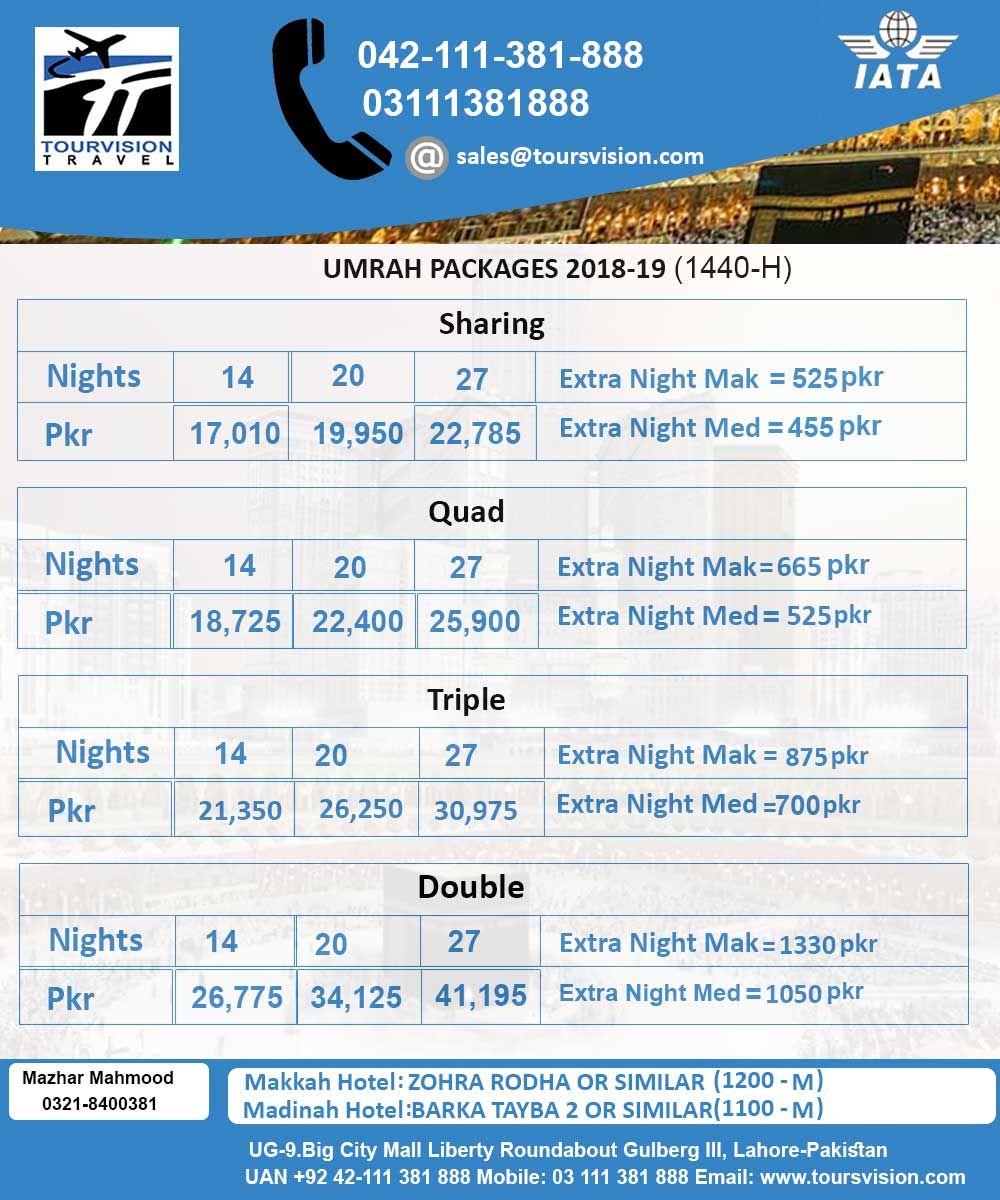 TOURVISION
TRAVEL
042-111-381-888
03111381888
@ sales@toursvision.com
IATA
UMRAH PACKAGES 2018-19 (1440-H)
Sharing
Nights 14 20 27 Extra Night Mak = 525 pkr
Pkr 17,010 19,950 22,785 Extra Night Med = 455 pkr
Quad
Nights 14 20 27 Extra Night Mak = 665 pkr
Pkr 18,725 22,400 25,900 Extra Night Med = 525 pkr
Triple
Nights 14 20 27 Extra Night Mak = 875 pkr
Pkr 21,350 26,250 30,975 Extra Night Med =700 pkr
Double
Nights 14 20 27 Extra Night Mak = 1330 pkr
Pkr 26,775 34,125 41,195 Extra Night Med = 1050 pkr
Mazhar Mahmood
0321-8400381
Makkah Hotel: ZOHRA RODHA OR SIMILAR (1200 - M)
Madinah Hotel:BARKA TAYBA 2 OR SIMILAR(1100 - M)
UG-9.Big City Mall Liberty Roundabout Gulberg III, Lahore-Pakistan
UAN +92 42-111 381 888 Mobile: 03 111 381 888 Email: www.toursvision.com